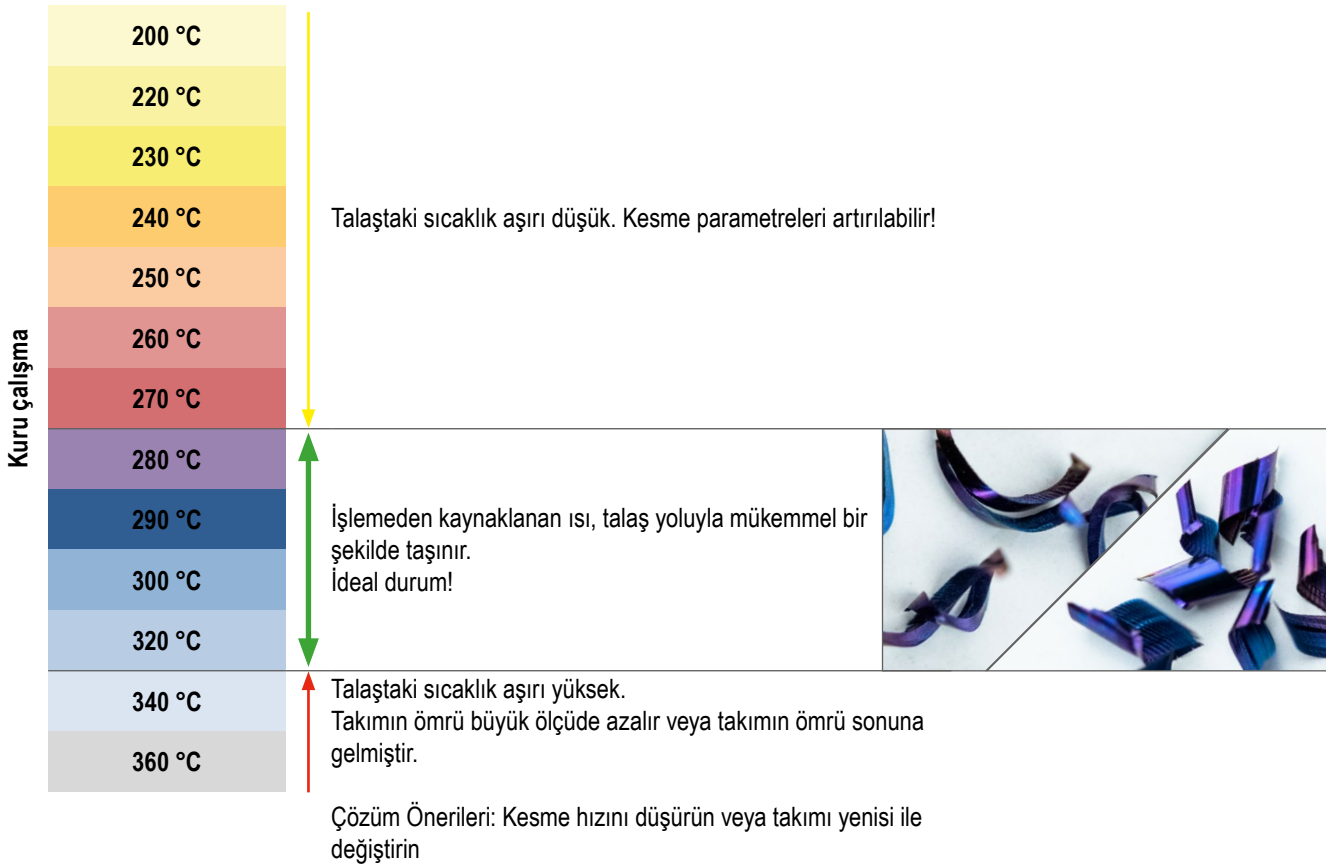 Kuru çalışma
200 °C
220 °C
230 °C
240 °C
250 °C
260 °C
270 °C
280 °C
290 °C
300 °C
320 °C
340 °C
360 °C
Talaştaki sıcaklık aşırı düşük. Kesme parametreleri artırılabilir!
İşlemeden kaynaklanan ısı, talaş yoluyla mükemmel bir
şekilde taşınır.
İdeal durum!
Talaştaki sıcaklık aşırı yüksek.
Takımın ömrü büyük ölçüde azalır veya takımın ömrü sonuna
gelmiştir.
Çözüm Önerileri: Kesme hızını düşürün veya takımı yenisi ile
değiştirin